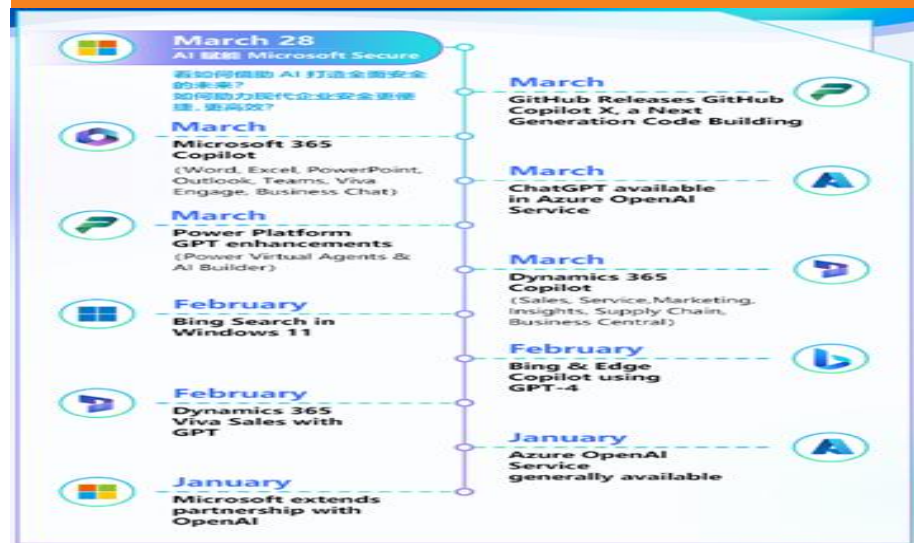 March 28
AI 赋能 Microsoft Secure
看如何借助 AI 打造全面安全
的未来?
如何助力现代企业安全更便
捷,更高效?
March
GitHub Releases GitHub
Copilot X, a Next
Generation Code Building
March
Microsoft 365
Copilot
(Word, Excel, PowerPoint,
Outlook, Teams, Viva
Engage, Business Chat)
March
ChatGPT available
in Azure OpenAI
Service
March
Power Platform
GPT enhancements
(Power Virtual Agents &
AI Builder)
March
Dynamics 365
Copilot
(Sales, Service,Marketing,
Insights, Supply Chain,
Business Central)
February
Bing Search in
Windows 11
February
Bing & Edge
Copilot using
GPT-4
February
Dynamics 365
Viva Sales with
GPT
January
Azure OpenAI
Service
generally available
January
Microsoft extends
partnership with
OpenAI